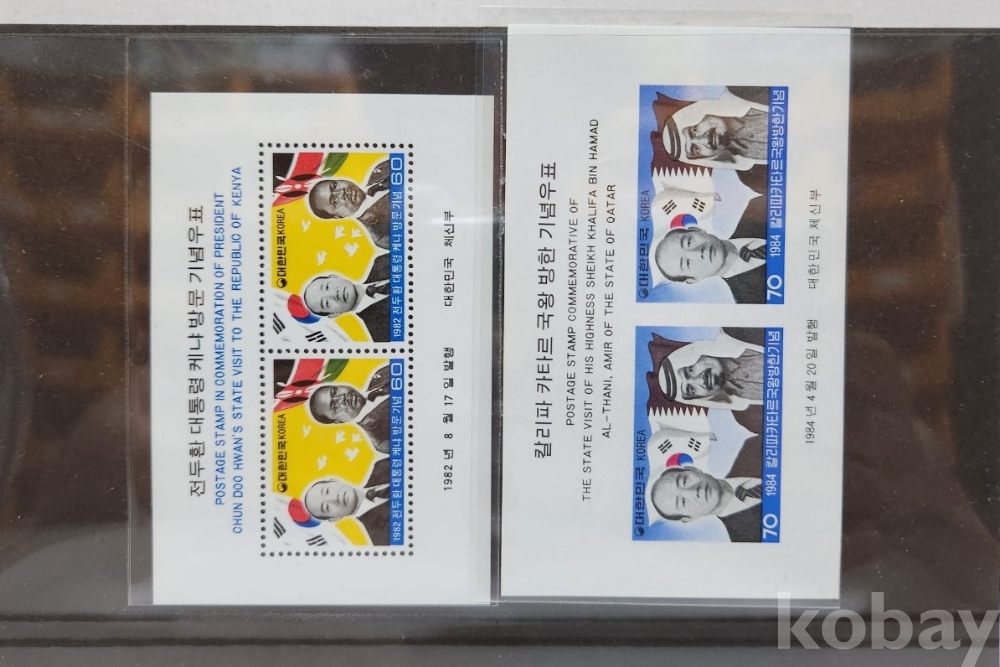 전두환 대통령 케냐 방문 기념우표
POSTAGE STAMP IN COMMEMORATION OF PRESIDENT
CHUN DOO HWAN'S STATE VISIT TO THE REPUBLIC OF KENYA
대한민국 KOREA
60
1982 전두환 대통령 케냐 방문기념
대한민국 KOREA
60
1982 전두환 대통령 케냐 방문기념
1982 년 8 월 17 일 발행
대한민국 체신부
칼리파 카타르 국왕 방한 기념우표
POSTAGE STAMP COMMEMORATIVE OF
THE STATE VISIT OF HIS HIGHNESS SHEIKH KHALIFA BIN HAMAD
AL-THANI, AMIR OF THE STATE OF QATAR
대한민국 KOREA
70
1984 칼리파카타르국왕방한기념
대한민국 KOREA
70
1984 칼리파카타르국왕방한기념
1984 년 4 월 20 일 발행
대한민국 체신부
kobay